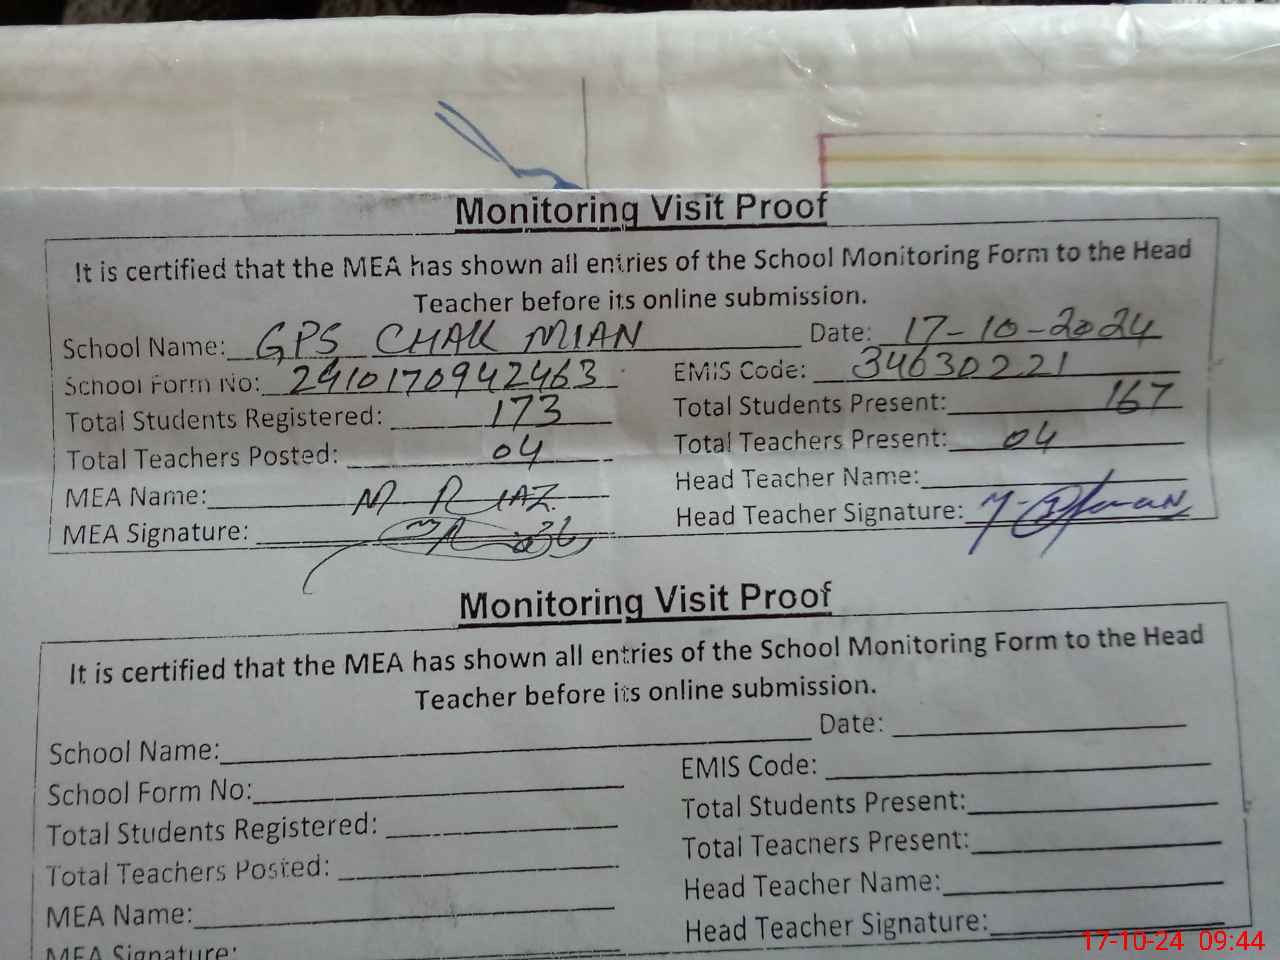 Monitoring Visit Proof
It is certified that the MEA has shown all entries of the School Monitoring Form to the Head
Teacher before its online submission.
School Name: GPS CHAK MIAN Date: 17-10-2024
School Form No: 2410170942463 EMIS Code: 34630221
Total Students Registered: 173 Total Students Present: 167
Total Teachers Posted: 04 Total Teachers Present: 04
MEA Name: M RIAZ Head Teacher Name:
MEA Signature: Head Teacher Signature:
Monitoring Visit Proof
It is certified that the MEA has shown all entries of the School Monitoring Form to the Head
Teacher before its online submission.
School Name: Date:
School Form No: EMIS Code:
Total Students Registered: Total Students Present:
Total Teachers Posted: Total Teachers Present:
MEA Name: Head Teacher Name:
MEA Signature: Head Teacher Signature:
17-10-24 09:44